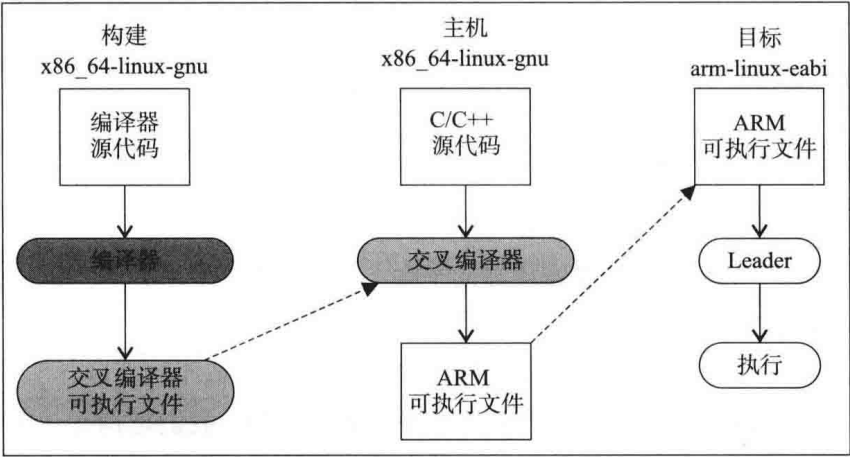 构建
x86_64-linux-gnu
编译器
源代码
编译器
交叉编译器
可执行文件
主机
x86_64-linux-gnu
C/C++
源代码
交叉编译器
ARM
可执行文件
目标
arm-linux-eabi
ARM
可执行文件
Leader
执行